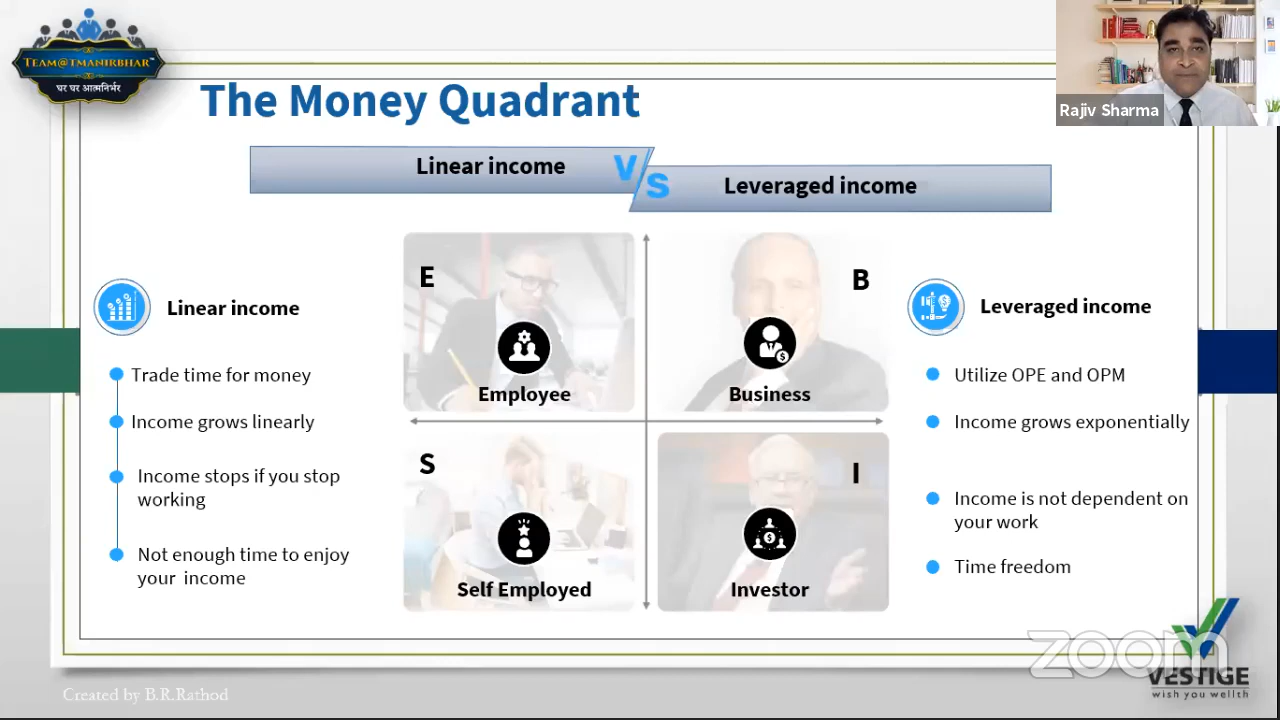 TEAM@TMANIRBHAR
घर घर आत्मनिर्भर
Rajiv Sharma
The Money Quadrant
Linear income
V/S
Leveraged income
Linear income
Trade time for money
Income grows linearly
Income stops if you stop
working
Not enough time to enjoy
your income
E
Employee
B
Business
S
Self Employed
I
Investor
Leveraged income
Utilize OPE and OPM
Income grows exponentially
Income is not dependent on
your work
Time freedom
zoom
VESTIGE
wish you wellth
Created by B.R.Rathod